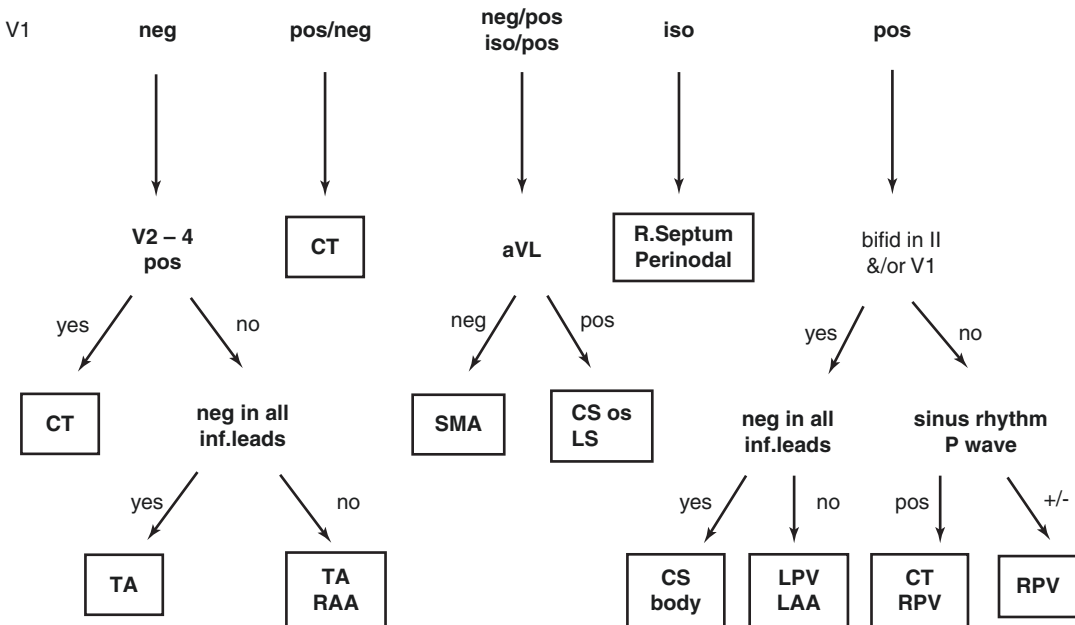 V1
neg
pos/neg
neg/pos
iso/pos
iso
pos
V2 – 4
pos
CT
aVL
R.Septum
Perinodal
bifid in II
&/or V1
yes
no
neg
pos
yes
no
CT
neg in all
inf.leads
SMA
CS os
LS
neg in all
inf.leads
sinus rhythm
P wave
yes
no
yes
no
pos
+/-
TA
TA
RAA
CS
body
LPV
LAA
CT
RPV
RPV